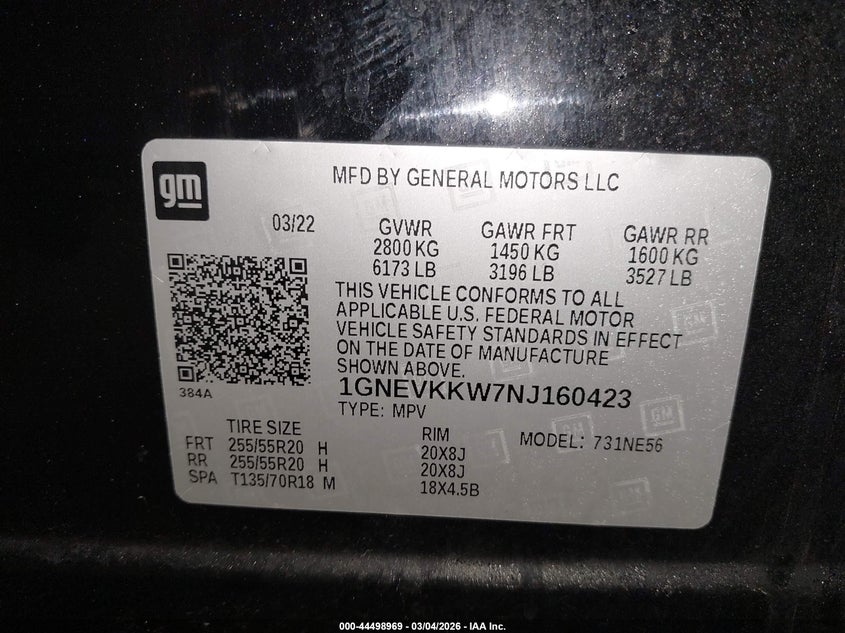 gm
MFD BY GENERAL MOTORS LLC
03/22
GVWR
2800 KG
6173 LB
GAWR FRT
1450 KG
3196 LB
GAWR RR
1600 KG
3527 LB
THIS VEHICLE CONFORMS TO ALL
APPLICABLE U.S. FEDERAL MOTOR
VEHICLE SAFETY STANDARDS IN EFFECT
ON THE DATE OF MANUFACTURE
SHOWN ABOVE.
384A
1GNEVKKW7NJ160423
TYPE: MPV
TIRE SIZE
RIM
MODEL: 731NE56
FRT 255/55R20 H 20X8J
RR 255/55R20 H 20X8J
SPA T135/70R18 M 18X4.5B
GM
GM
GM
000-44498969 - 03/04/2026 - IAA Inc.